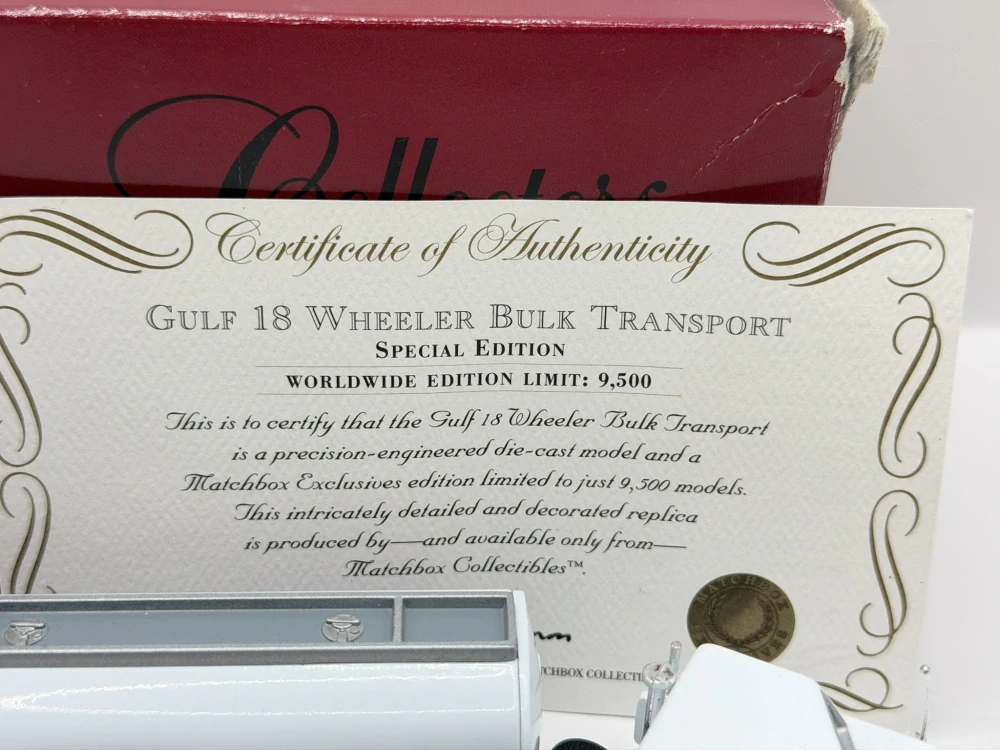 Collectors
Certificate of Authenticity
GULF 18 WHEELER BULK TRANSPORT
SPECIAL EDITION
WORLDWIDE EDITION LIMIT: 9,500
This is to certify that the Gulf 18 Wheeler Bulk Transport
is a precision-engineered die-cast model and a
Matchbox Exclusives edition limited to just 9,500 models.
This intricately detailed and decorated replica
is produced by—and available only from—
Matchbox Collectibles™.
MATCHBOX